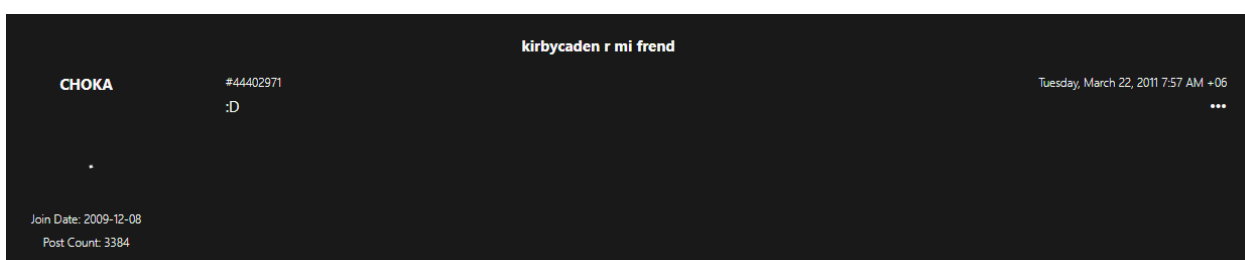 kirbycaden r mi frend
CHOKA
#44402971
Tuesday, March 22, 2011 7:57 AM +06
:D
•••
Join Date: 2009-12-08
Post Count: 3384